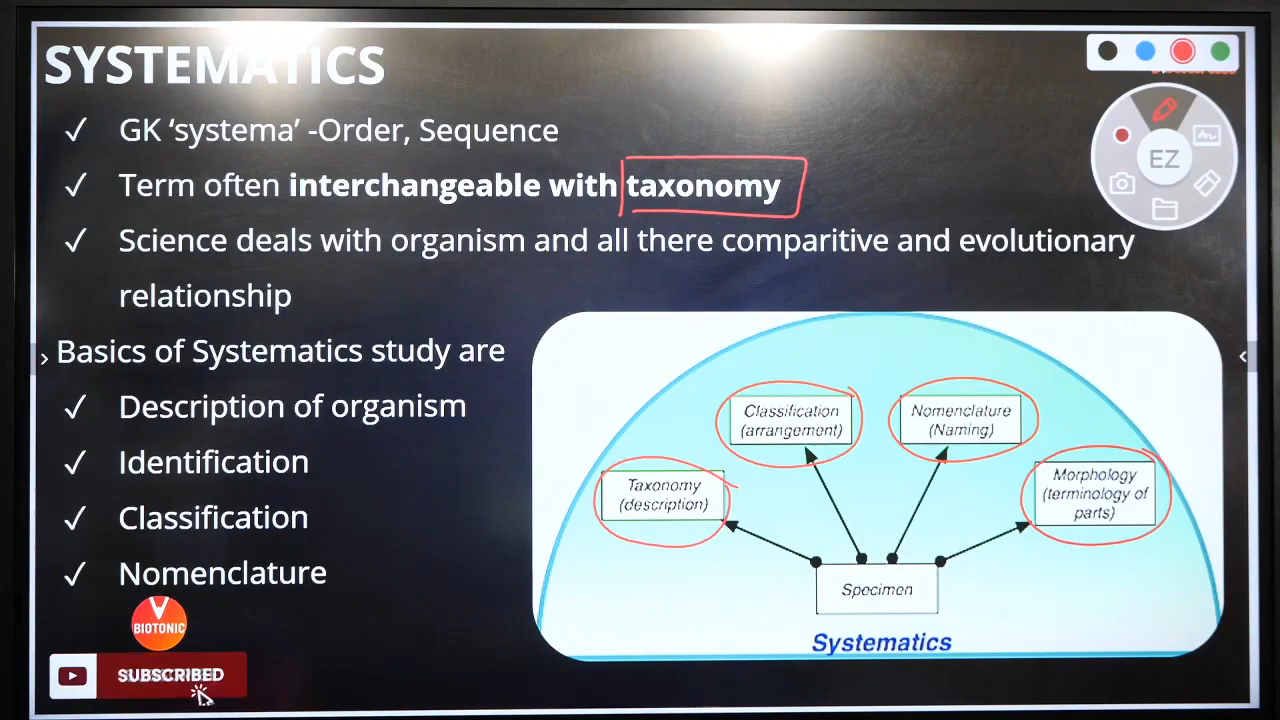 SYSTEMATICS
✓ GK ‘systema’ -Order, Sequence
✓ Term often interchangeable with taxonomy
✓ Science deals with organism and all there comparitive and evolutionary
relationship
› Basics of Systematics study are
✓ Description of organism
✓ Identification
✓ Classification
✓ Nomenclature
EZ
Classification
(arrangement)
Nomenclature
(Naming)
Taxonomy
(description)
Morphology
(terminology of
parts)
Specimen
Systematics
BIOTONIC
SUBSCRIBED